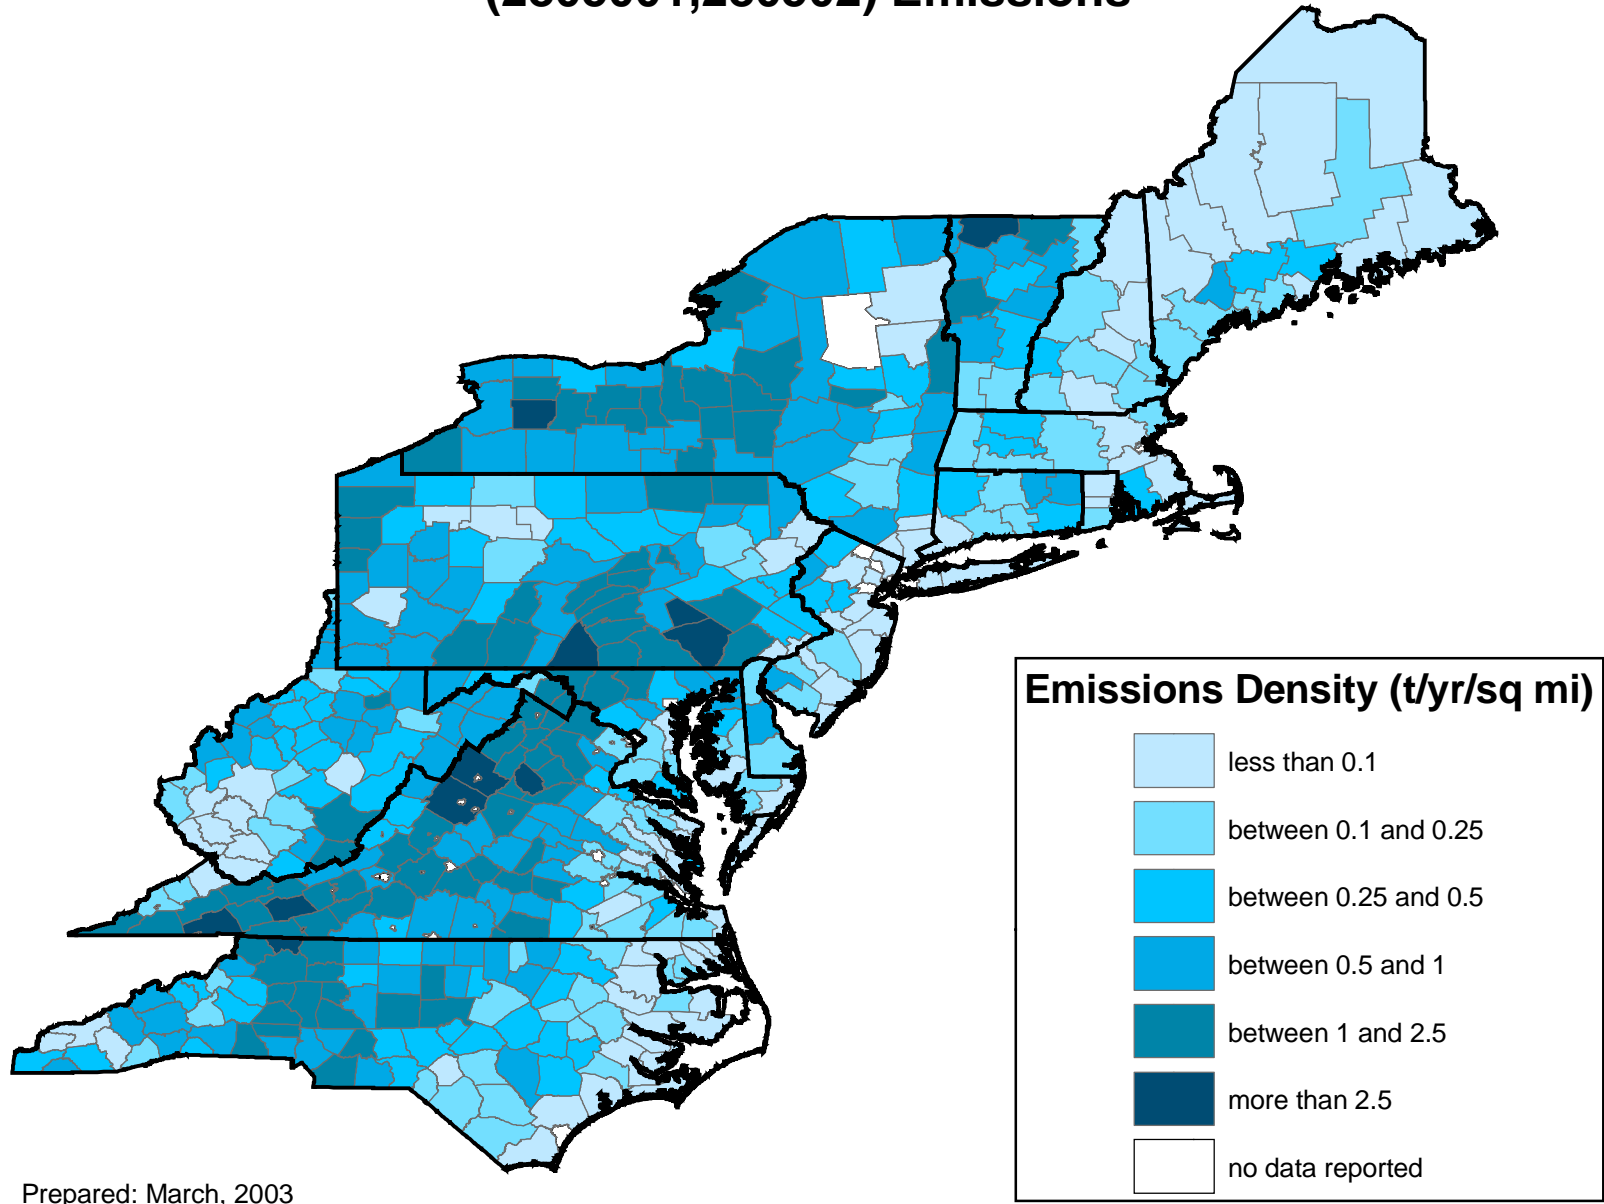 Emissions
Emissions Density (t/yr/sq mi)
less than 0.1
between 0.1 and 0.25
between 0.25 and 0.5
between 0.5 and 1
between 1 and 2.5
more than 2.5
no data reported
Prepared: March, 2003